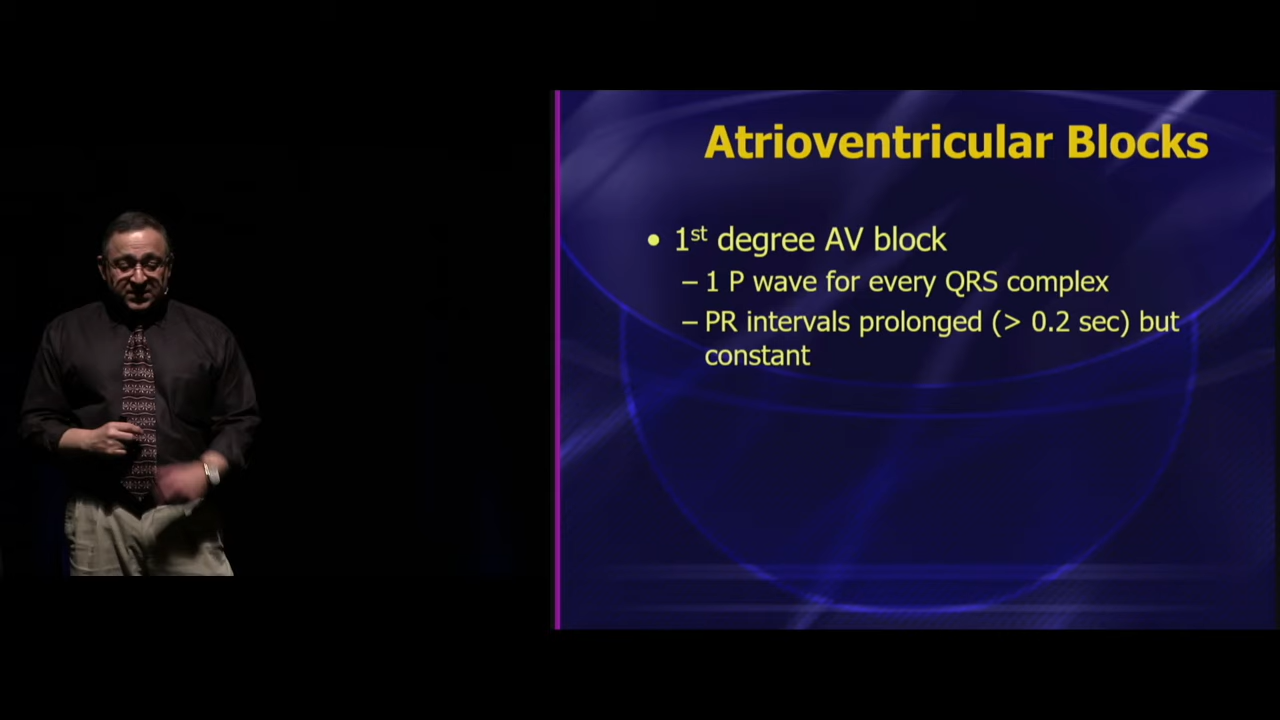 Atrioventricular Blocks
• 1st degree AV block
– 1 P wave for every QRS complex
– PR intervals prolonged (> 0.2 sec) but
constant